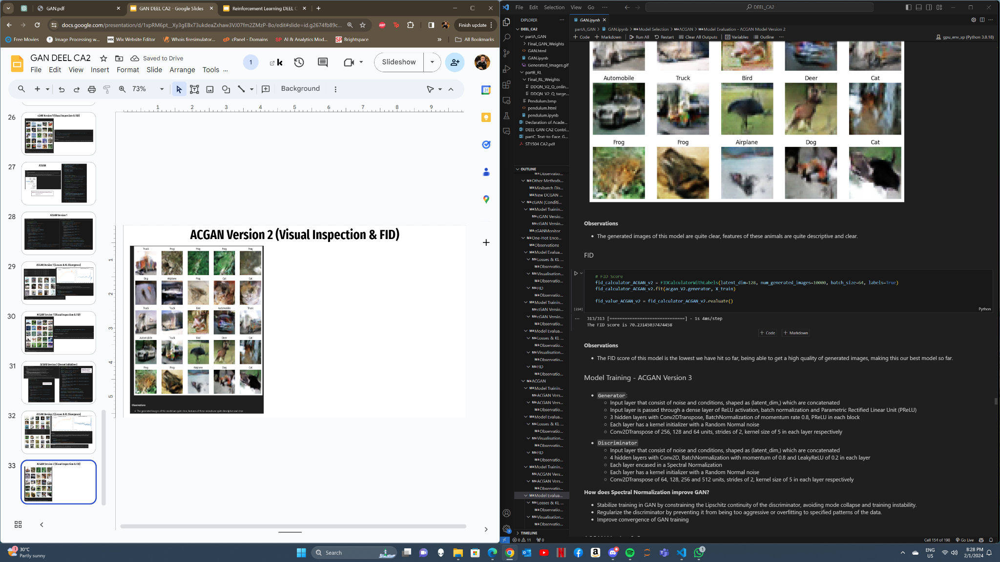 GAN.pdf
GAN DEEL CA2 - Google Slides
Reinforcement Learning DEEL C
docs.google.com/presentation/d/1xpRM6pt__Xy3gEBx73ukdeaZxhaw3VJ07fm2ZMzP-Bo/edit#slide=id.g2674fb89c...
Finish update
Free Movies
Image Processing w...
Wix Website Editor
Whois firesimulator...
cPanel - Domains
AI & Analytics Mod...
Brightspace
All Bookmarks
GAN DEEL CA2
Saved to Drive
File Edit View Insert Format Slide Arrange Tools ...
1
Slideshow
73%
Background
1 2 3 4 5 6 7 8 9
26
cGAN Version 1 (Visual Inspection & FID)
27
ACGAN
28
ACGAN Version 1
29
ACGAN Version 1 (Losses & KL Divergence)
30
ACGAN Version 1 (Visual Inspection & FID)
31
ACGAN Version 2 (Kernel Initializer)
32
ACGAN Version 2 (Losses & KL Divergence)
33
ACGAN Version 2 (Visual Inspection & FID)
ACGAN Version 2 (Visual Inspection & FID)
Truck Frog Frog Frog Frog
Dog Airplane Frog Cat Cat
Truck Truck Bird Automobile Truck
Automobile Truck Bird Deer Cat
Frog Frog Airplane Dog Cat
Observations
The generated images of this model are quite clear, features of these animals are quite descriptive and clear.
File Edit Selection View Go ...
DEEL_CA2
EXPLORER
DEEL_CA2
partA_GAN
Final_GAN_Weights
GAN.html
GAN.ipynb
Generated_Images.gif
partB_RL
Final_RL_Weights
DDQN_V2_Q_onlin...
DDQN_V2_Q_targe...
Pendulum.bmp
pendulum.html
pendulum.ipynb
Declaration of Acade...
DEEL GAN CA2 Contri...
partC_Text-to-Face_G...
ST1504 CA2.pdf
OUTLINE
Observatio...
Other Methods...
Minibatch Dis...
New DCGAN ...
cGAN (Conditi...
Model Trainin...
cGAN Versio...
cGAN Versio...
cGANMonitor
One-Hot Enco...
Observations
Model Evalua...
Losses & KL ...
Observatio...
Visualisation...
Observatio...
FID
Observatio...
Model Trainin...
cGAN Versio...
cGAN Versio...
Observatio...
Model Evalua...
Losses & KL ...
Observatio...
Visualisation...
Observatio...
FID
Observatio...
ACGAN
Model Trainin...
ACGAN Vers...
ACGAN Vers...
Observatio...
Model Evalua...
Losses & KL ...
Observatio...
Visualisation...
Observatio...
FID
Observatio...
Model Trainin...
ACGAN Vers...
ACGAN Vers...
Observatio...
Model Evalua...
Losses & KL ...
Observatio...
Visualisation...
Observatio...
TIMELINE
GAN.ipynb
partA_GAN > GAN.ipynb > Model Selection > ACGAN > Model Evaluation - ACGAN Model Version 2
+ Code + Markdown Run All Restart Clear All Outputs Variables Outline ...
gpu_env_sp (Python 3.8.18)
Automobile Truck Bird Deer Cat
Frog Frog Airplane Dog Cat
Observations
The generated images of this model are quite clear, features of these animals are quite descriptive and clear.
FID
# FID Score
fid_calculator_ACGAN_v2 = FIDCalculatorWithLabels(latent_dim=128, num_generated_images=10000, batch_size=64, labels=True)
fid_calculator_ACGAN_v2.fit(acgan_V2.generator, X_train)
fid_value_ACGAN_v2 = fid_calculator_ACGAN_v2.evaluate()
[214]
Python
313/313 [==============================] - 1s 4ms/step
The FID score is 70.23145037474458
+ Code + Markdown
Observations
The FID score of this model is the lowest we have hit so far, being able to get a high quality of generated images, making this our best model so far.
Model Training - ACGAN Version 3
Generator:
Input layer that consist of noise and conditions, shaped as (latent_dim,) which are concatenated
Input layer is passed through a dense layer of ReLU activation, batch normalization and Parametric Rectified Linear Unit (PReLU)
3 hidden layers with Conv2DTranspose, BatchNormalization of momentum rate 0.8, PReLU in each block
Each layer has a kernel initializer with a Random Normal noise
Conv2DTranspose of 256, 128 and 64 units, strides of 2, kernel size of 5 in each layer respectively
Discriminator
Input layer that consist of noise and conditions, shaped as (latent_dim,) which are concatenated
4 hidden layers with Conv2D, BatchNormalization with momentum of 0.8 and LeakyReLU of 0.2 in each layer
Each layer encased in a Spectral Normalization
Each layer has a kernel initializer with a Random Normal noise
Conv2DTranspose of 64, 128, 256 and 512 units, strides of 2, kernel size of 5 in each layer respectively
How does Spectral Normalization improve GAN?
Stabilize training in GAN by constraining the Lipschitz continuity of the discriminator, avoiding mode collapse and training instability.
Regularize the discriminator by preventing it from being too aggressive or overfitting to specified patterns of the data.
Improve convergence of GAN training
0 11 0
Cell 154 of 198 Go Live
30°C
Partly sunny
Search
ENG
US
8:28 PM
2/1/2024